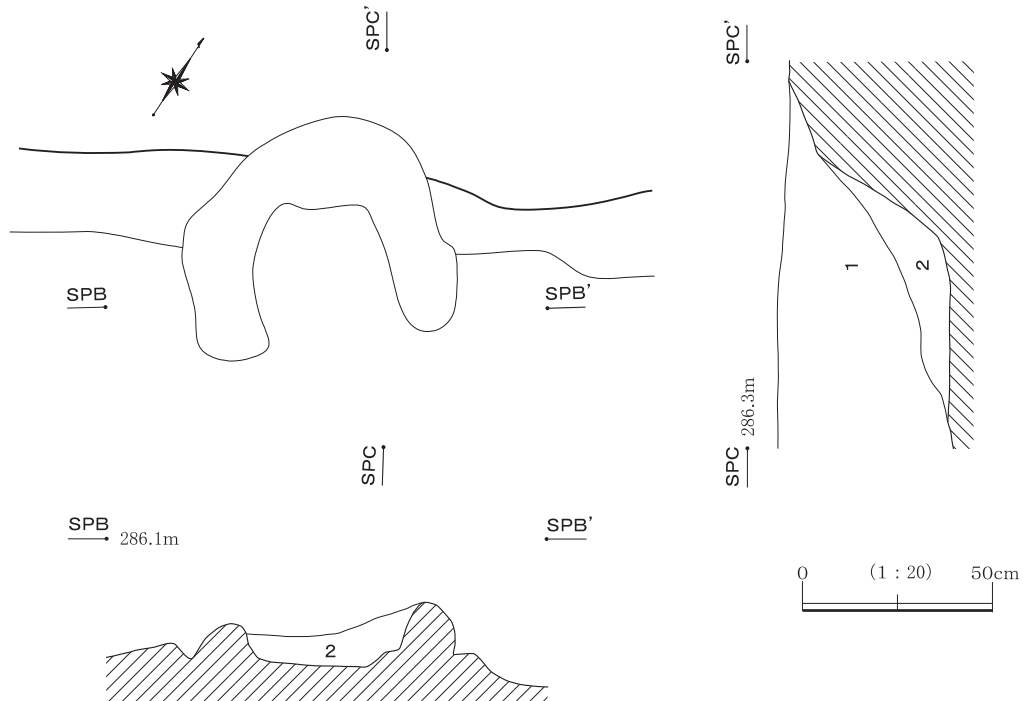 SPC’
SPC’
SPB
SPB’
286.3m
SPC
SPC
1
2
SPB
286.1m
SPB’
2
0
(1 : 20)
50cm